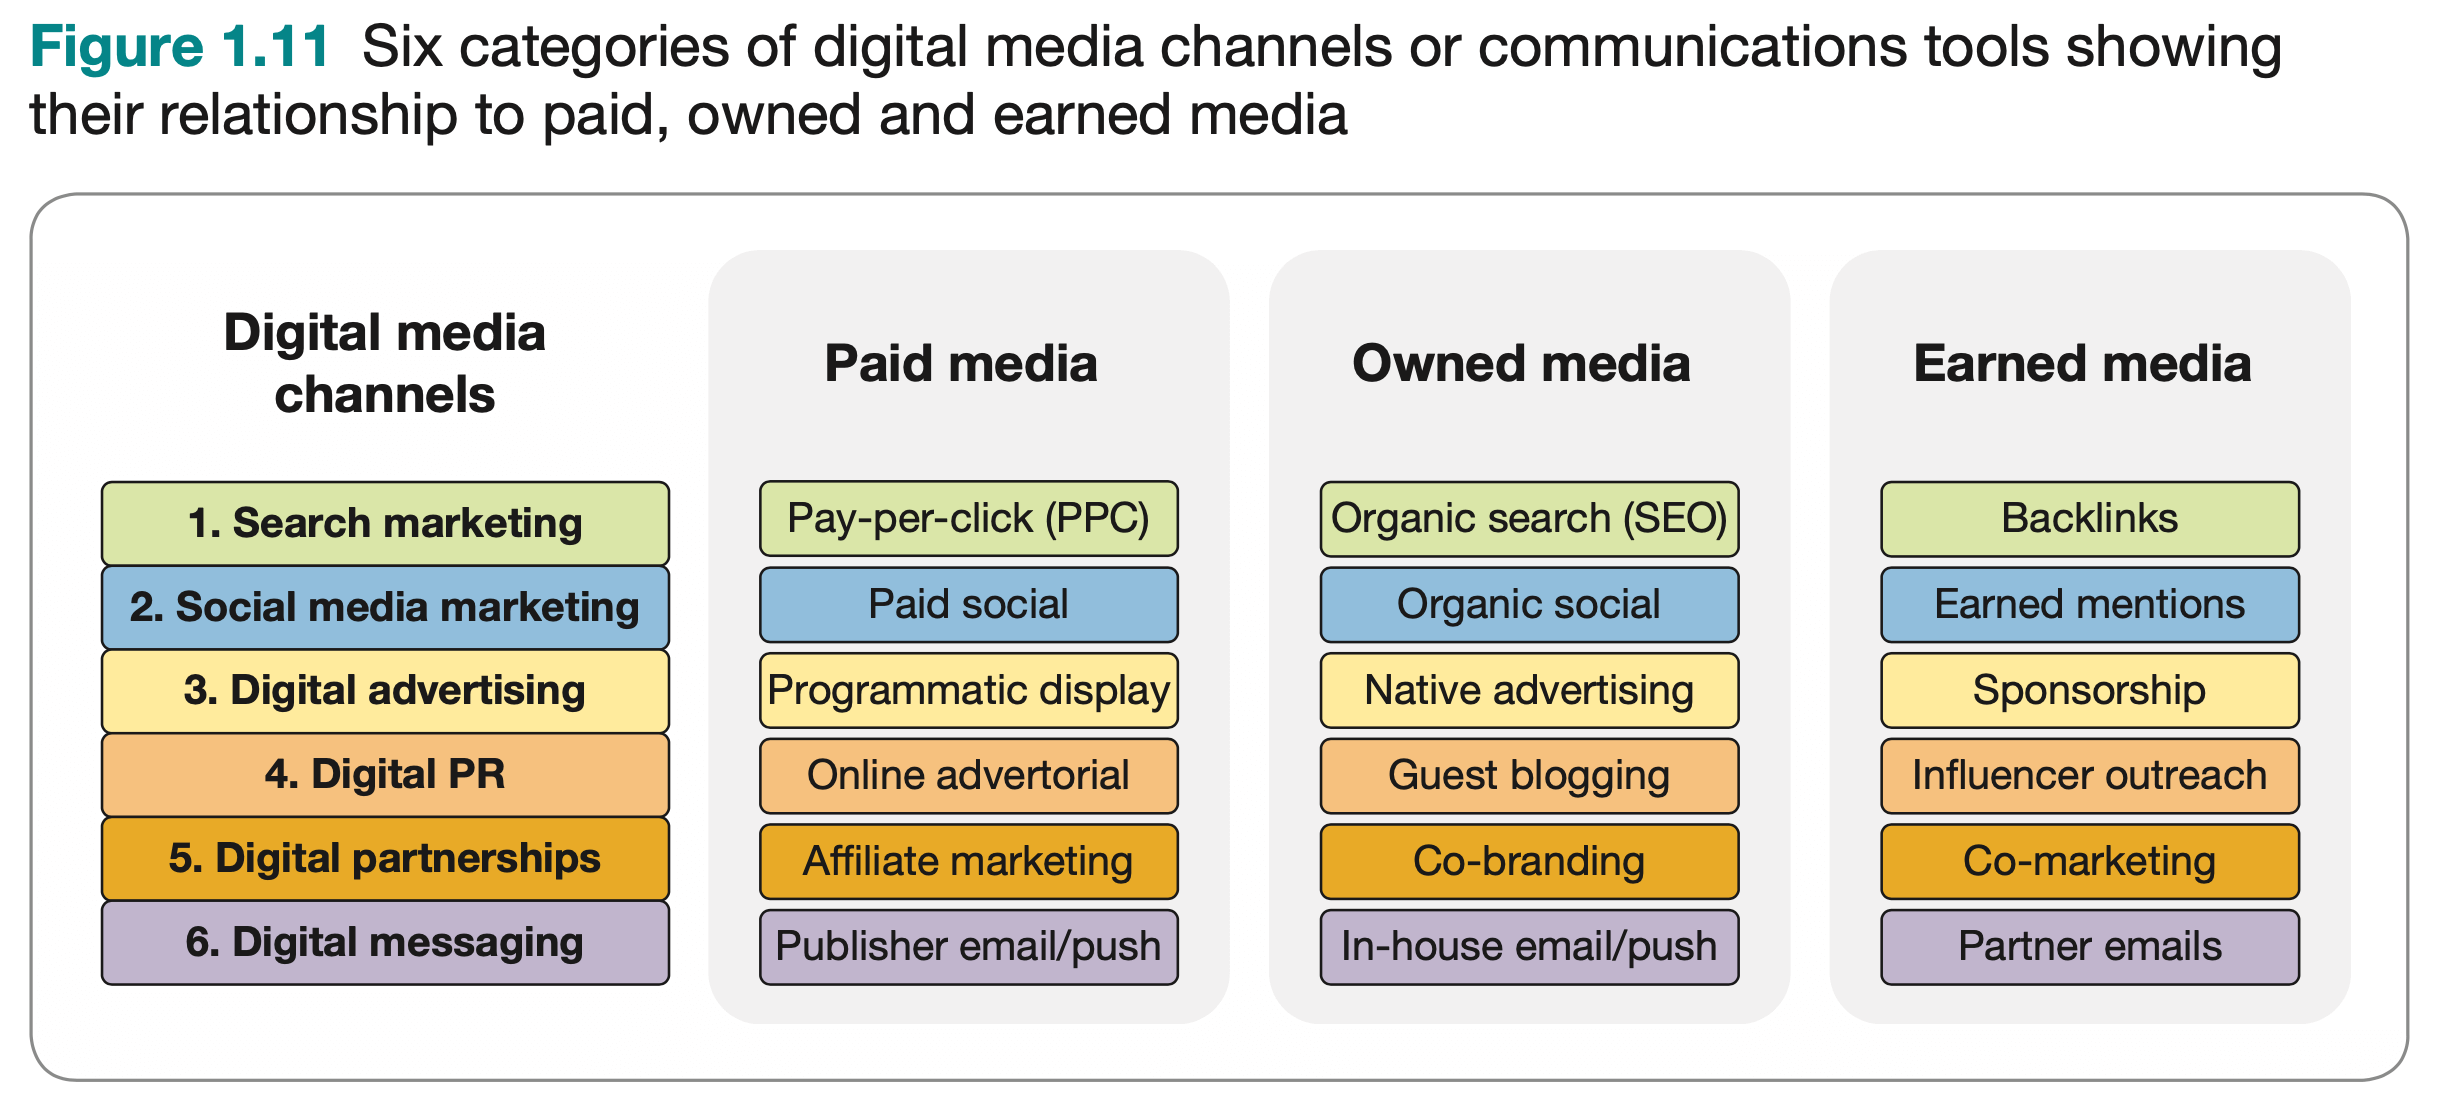 Figure 1.11 Six categories of digital media channels or communications tools showing
their relationship to paid, owned and earned media
Digital media
channels
Paid media
Owned media
Earned media
1. Search marketing
Pay-per-click (PPC)
Organic search (SEO)
Backlinks
2. Social media marketing
Paid social
Organic social
Earned mentions
3. Digital advertising
Programmatic display
Native advertising
Sponsorship
4. Digital PR
Online advertorial
Guest blogging
Influencer outreach
5. Digital partnerships
Affiliate marketing
Co-branding
Co-marketing
6. Digital messaging
Publisher email/push
In-house email/push
Partner emails